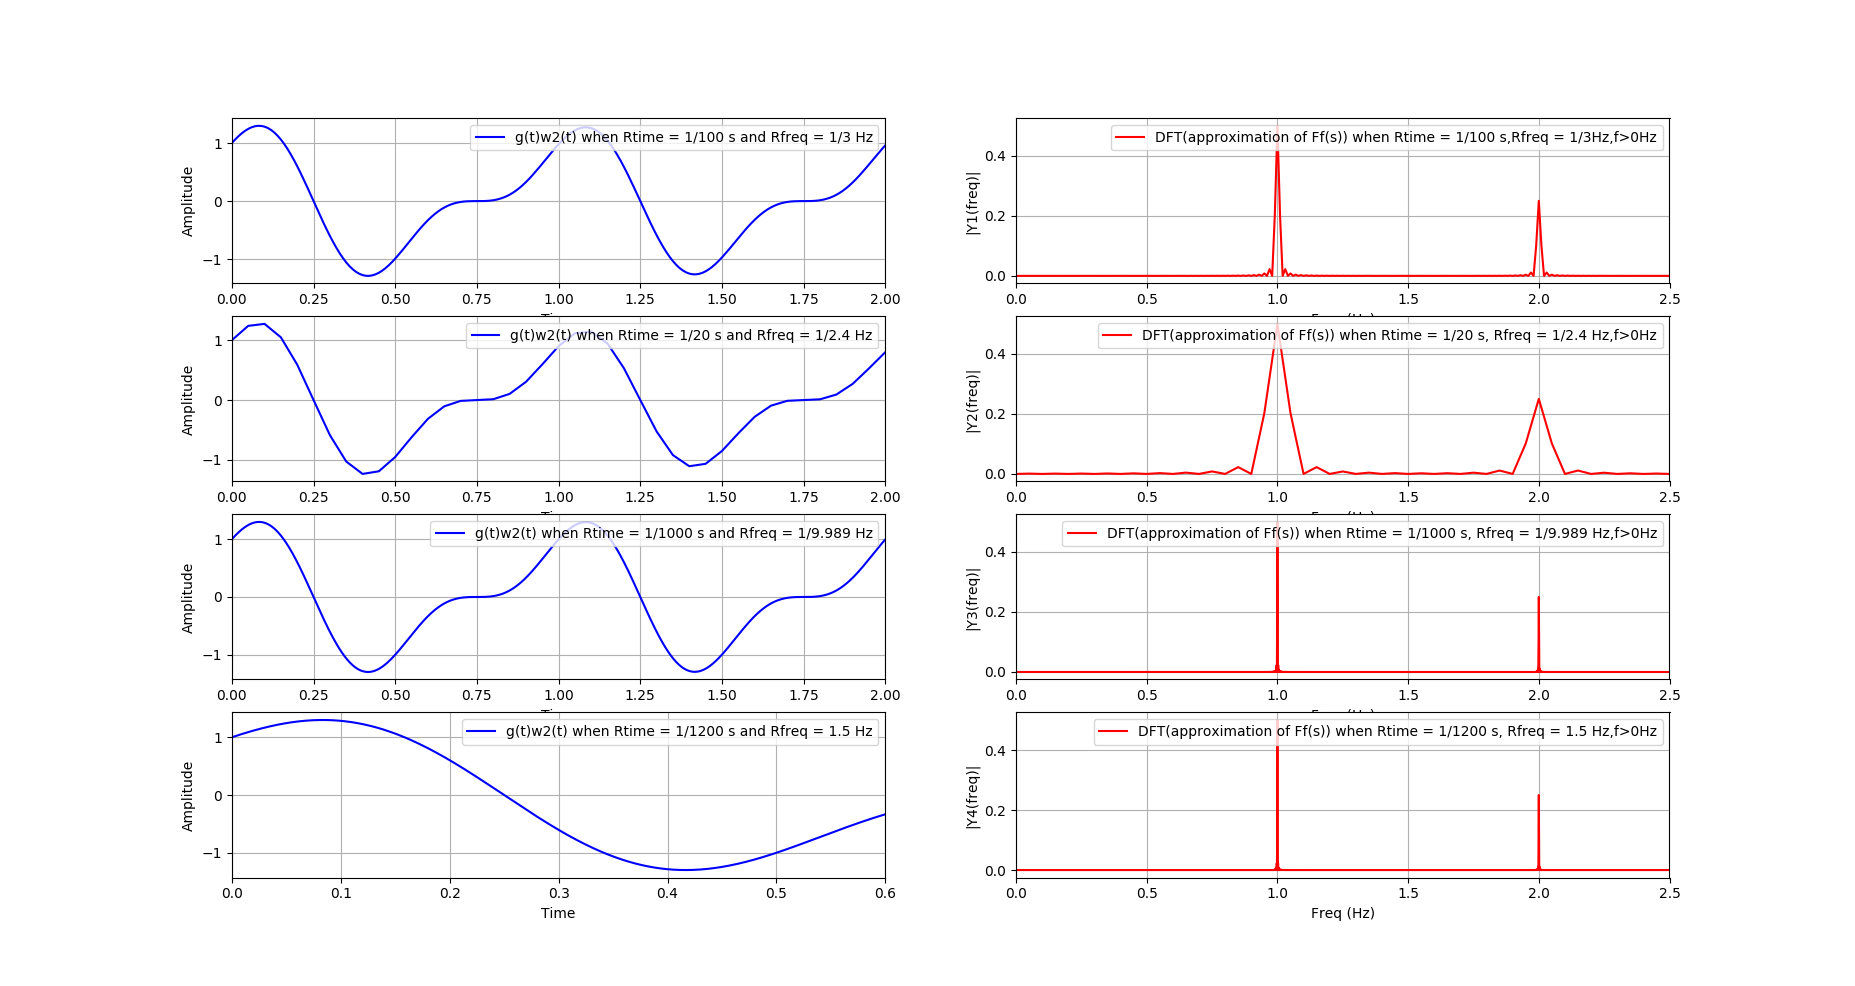 g(t)w2(t) when Rtime = 1/100 s and Rfreq = 1/3 Hz
Amplitude
1
0
−1
0.00 0.25 0.50 0.75 1.00 1.25 1.50 1.75 2.00
DFT(approximation of Ff(s)) when Rtime = 1/100 s,Rfreq = 1/3Hz,f>0Hz
|Y1(freq)|
0.4
0.2
0.0
0.0 0.5 1.0 1.5 2.0 2.5
g(t)w2(t) when Rtime = 1/20 s and Rfreq = 1/2.4 Hz
Amplitude
1
0
−1
0.00 0.25 0.50 0.75 1.00 1.25 1.50 1.75 2.00
DFT(approximation of Ff(s)) when Rtime = 1/20 s, Rfreq = 1/2.4 Hz,f>0Hz
|Y2(freq)|
0.4
0.2
0.0
0.0 0.5 1.0 1.5 2.0 2.5
g(t)w2(t) when Rtime = 1/1000 s and Rfreq = 1/9.989 Hz
Amplitude
1
0
−1
0.00 0.25 0.50 0.75 1.00 1.25 1.50 1.75 2.00
DFT(approximation of Ff(s)) when Rtime = 1/1000 s, Rfreq = 1/9.989 Hz,f>0Hz
|Y3(freq)|
0.4
0.2
0.0
0.0 0.5 1.0 1.5 2.0 2.5
g(t)w2(t) when Rtime = 1/1200 s and Rfreq = 1.5 Hz
Amplitude
1
0
−1
0.0 0.1 0.2 0.3 0.4 0.5 0.6
Time
DFT(approximation of Ff(s)) when Rtime = 1/1200 s, Rfreq = 1.5 Hz,f>0Hz
|Y4(freq)|
0.4
0.2
0.0
0.0 0.5 1.0 1.5 2.0 2.5
Freq (Hz)